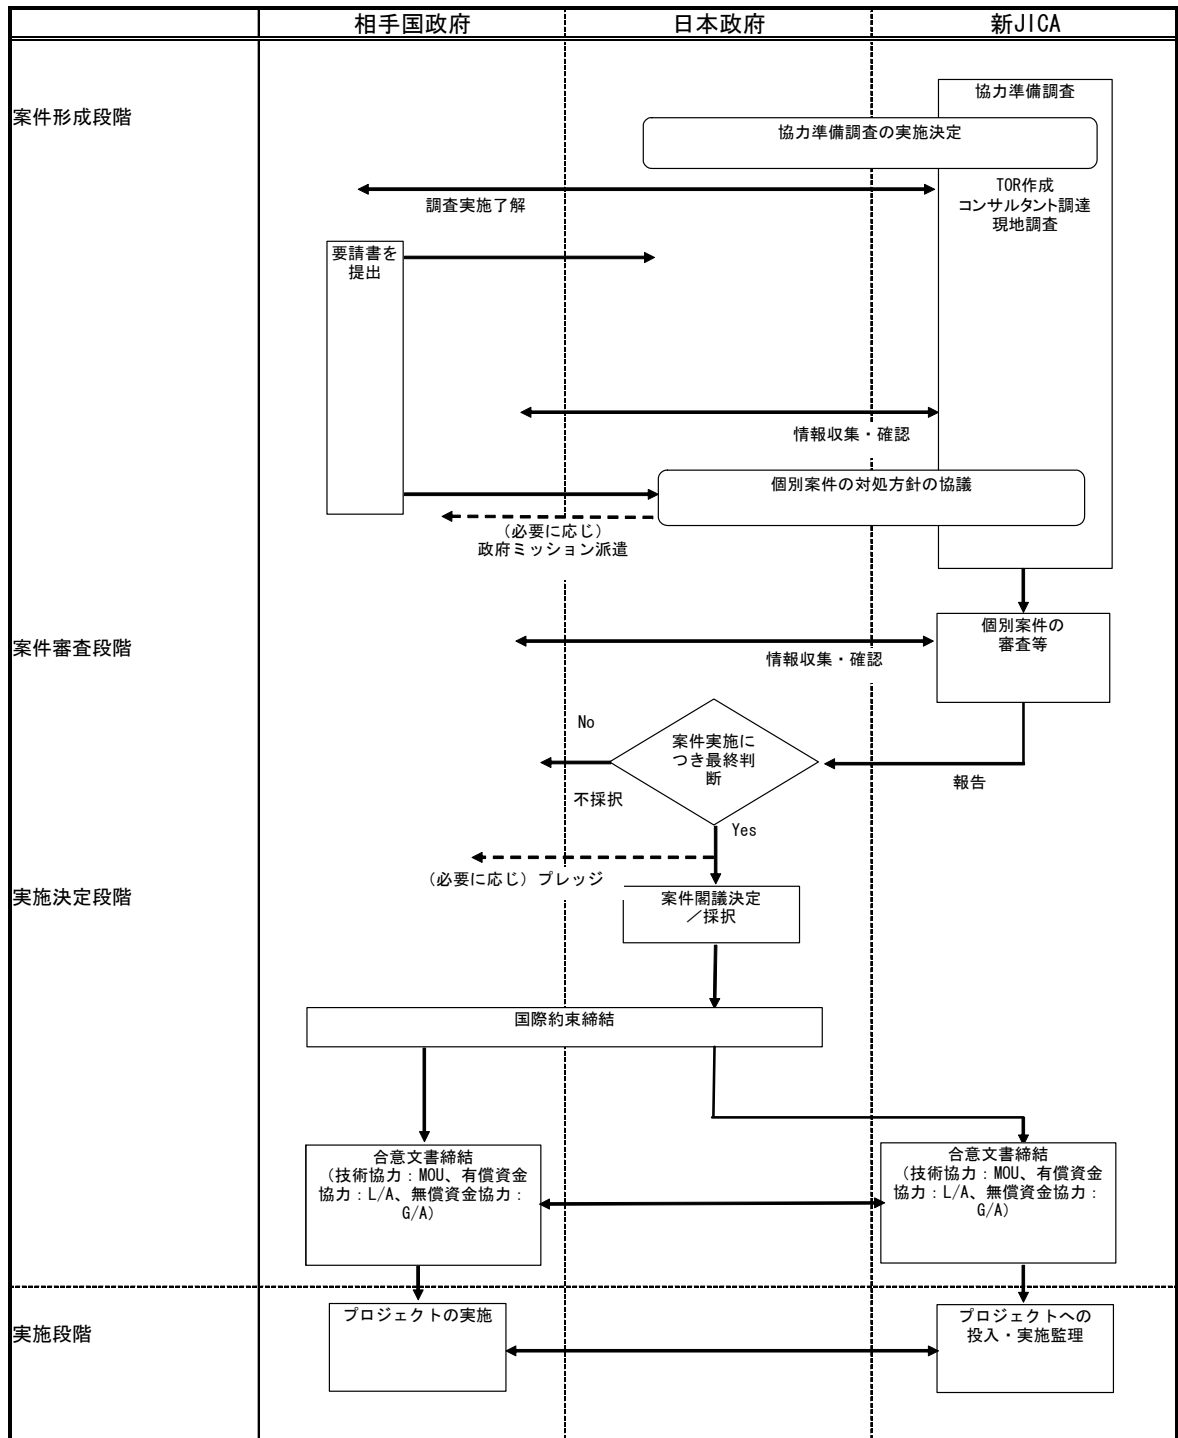 相手国政府
日本政府
新JICA
案件形成段階
協力準備調査
協力準備調査の実施決定
調査実施了解
TOR作成
コンサルタント調達
現地調査
要請書を
提出
情報収集・確認
個別案件の対処方針の協議
(必要に応じ)
政府ミッション派遣
案件審査段階
個別案件の
審査等
情報収集・確認
No
案件実施に
つき最終判
断
不採択
報告
Yes
(必要に応じ) プレッジ
実施決定段階
案件閣議決定
/採択
国際約束締結
合意文書締結
(技術協力:MOU、有償資金
協力:L/A、無償資金協力:
G/A)
合意文書締結
(技術協力:MOU、有償資金
協力:L/A、無償資金協力:
G/A)
実施段階
プロジェクトの実施
プロジェクトへの
投入・実施監理